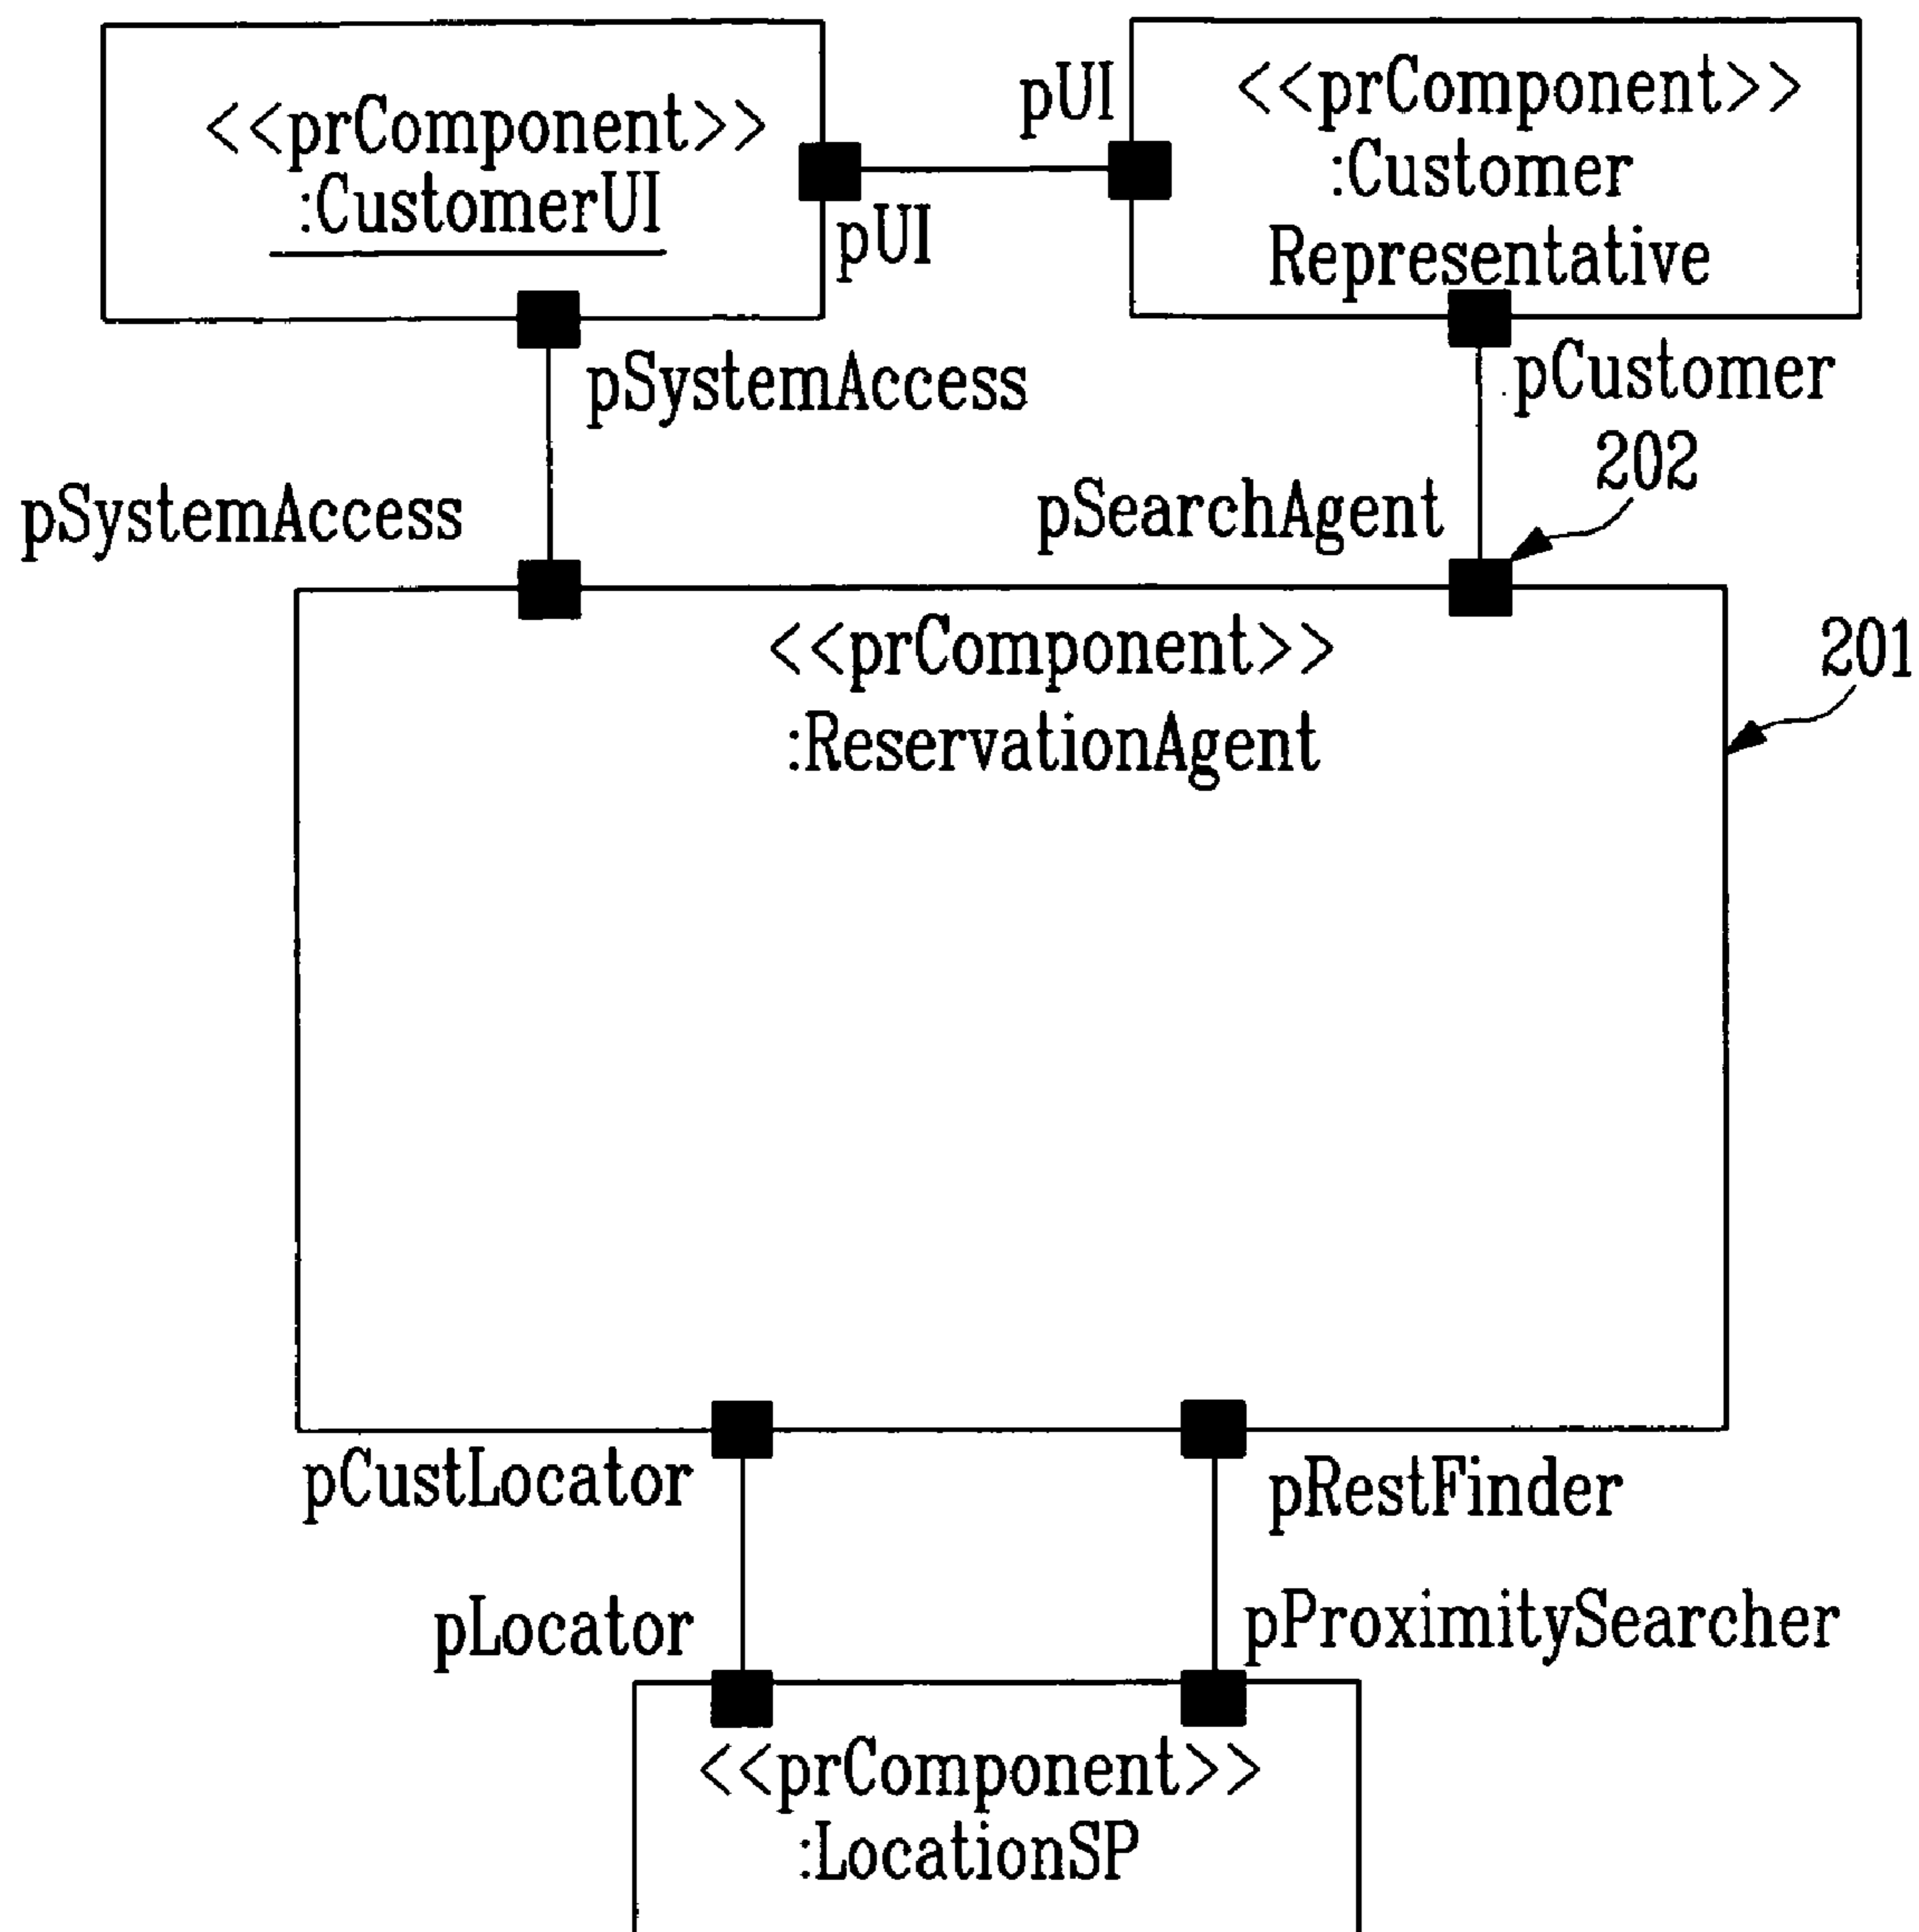 <<prComponent>>
:CustomerUI
pUI
pUI
<<prComponent>>
:Customer
Representative
pSystemAccess
pCustomer
202
pSystemAccess
pSearchAgent
<<prComponent>>
:ReservationAgent
201
pCustLocator
pRestFinder
pLocator
pProximitySearcher
<<prComponent>>
:LocationSP